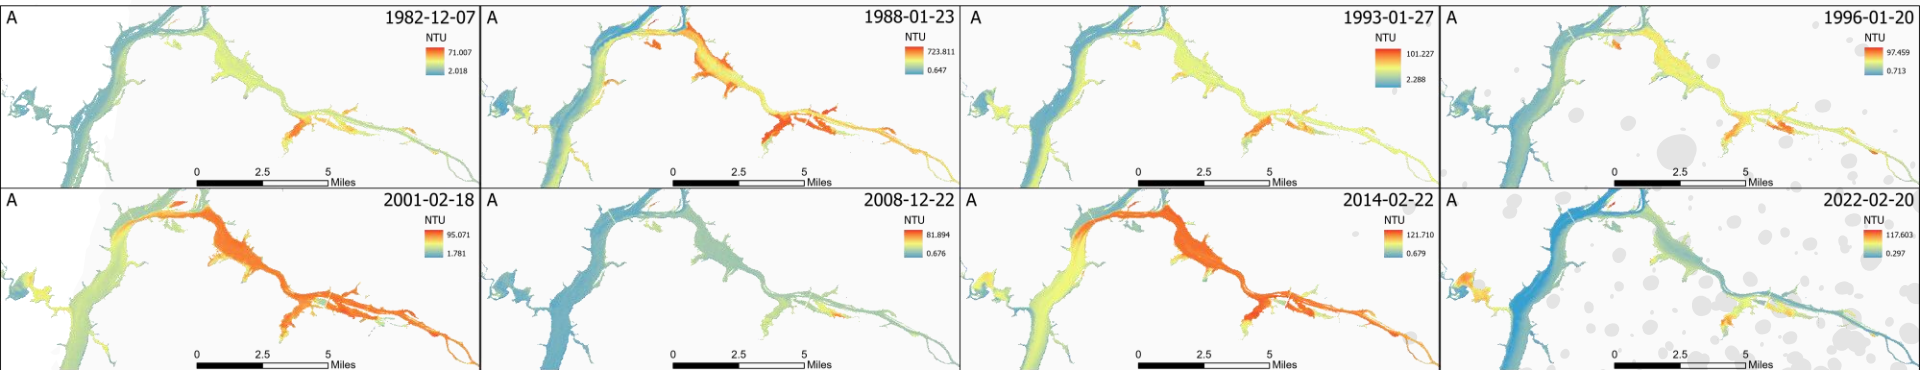 A 1982-12-07
NTU
71.007
2.018
0 2.5 5
Miles
A 1988-01-23
NTU
723.811
0.647
0 2.5 5
Miles
A 1993-01-27
NTU
101.227
2.288
0 2.5 5
Miles
A 1996-01-20
NTU
97.459
0.713
0 2.5 5
Miles
A 2001-02-18
NTU
95.071
1.781
0 2.5 5
Miles
A 2008-12-22
NTU
81.894
0.676
0 2.5 5
Miles
A 2014-02-22
NTU
121.710
0.679
0 2.5 5
Miles
A 2022-02-20
NTU
117.603
0.297
0 2.5 5
Miles